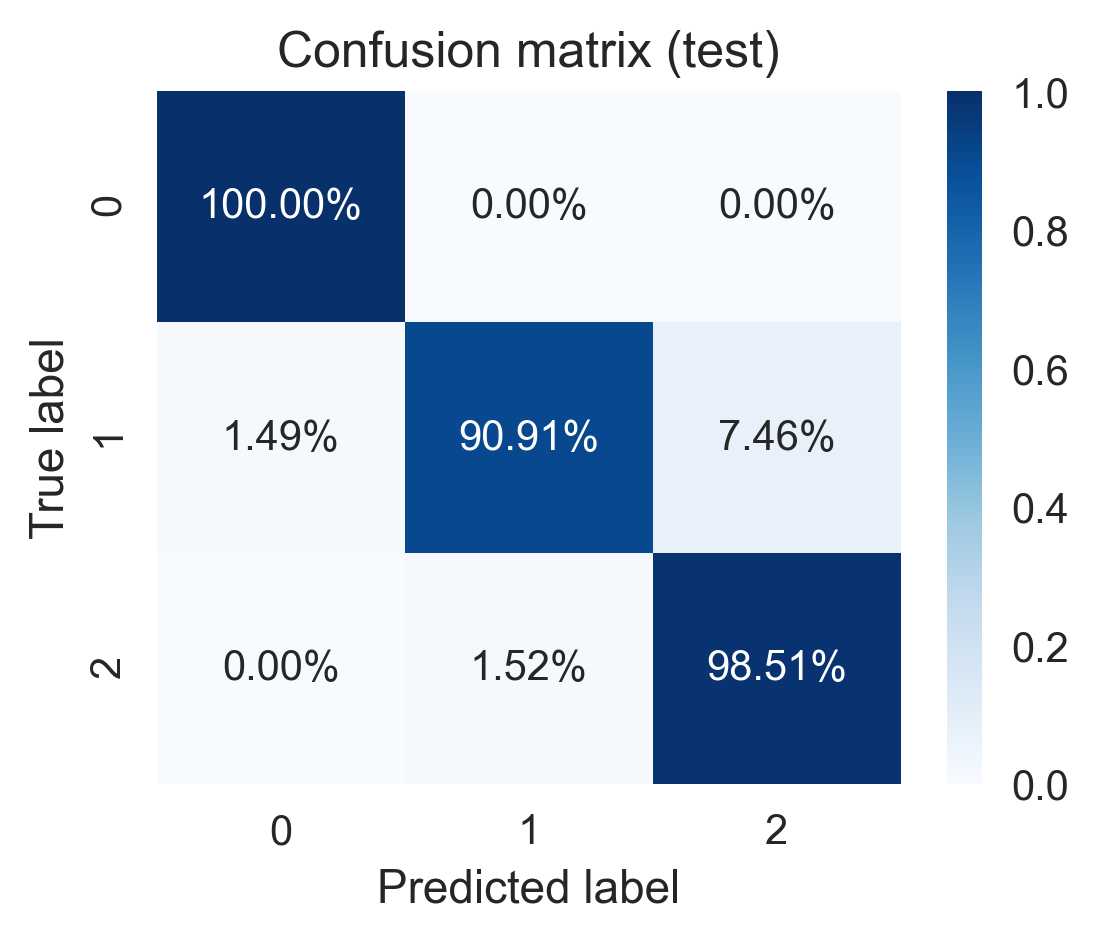 Confusion matrix (test)
True label
0
100.00% 0.00% 0.00%
1
1.49% 90.91% 7.46%
2
0.00% 1.52% 98.51%
0 1 2
Predicted label
1.0
0.8
0.6
0.4
0.2
0.0